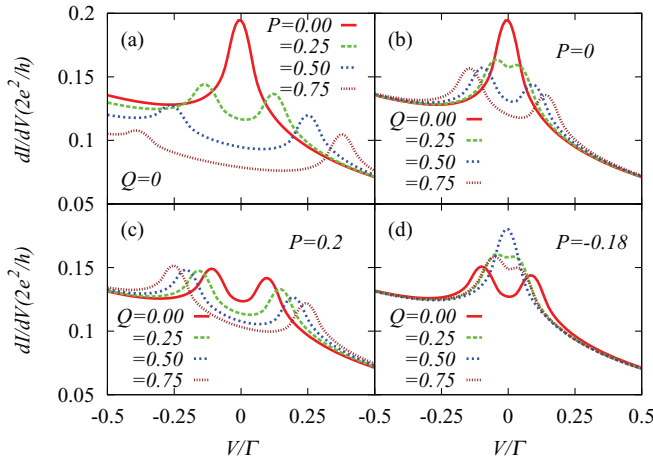 0.2
0.15
0.1
0.05
dI/dV(2e²/h)
(a)
P=0.00
=0.25
=0.50
=0.75
Q=0
(b)
P=0
Q=0.00
=0.25
=0.50
=0.75
0.15
0.1
0.05
dI/dV(2e²/h)
(c)
P=0.2
Q=0.00
=0.25
=0.50
=0.75
(d)
P=-0.18
Q=0.00
=0.25
=0.50
=0.75
-0.5 -0.25 0 0.25 -0.5 -0.25 0 0.25 0.5
V/Γ V/Γ